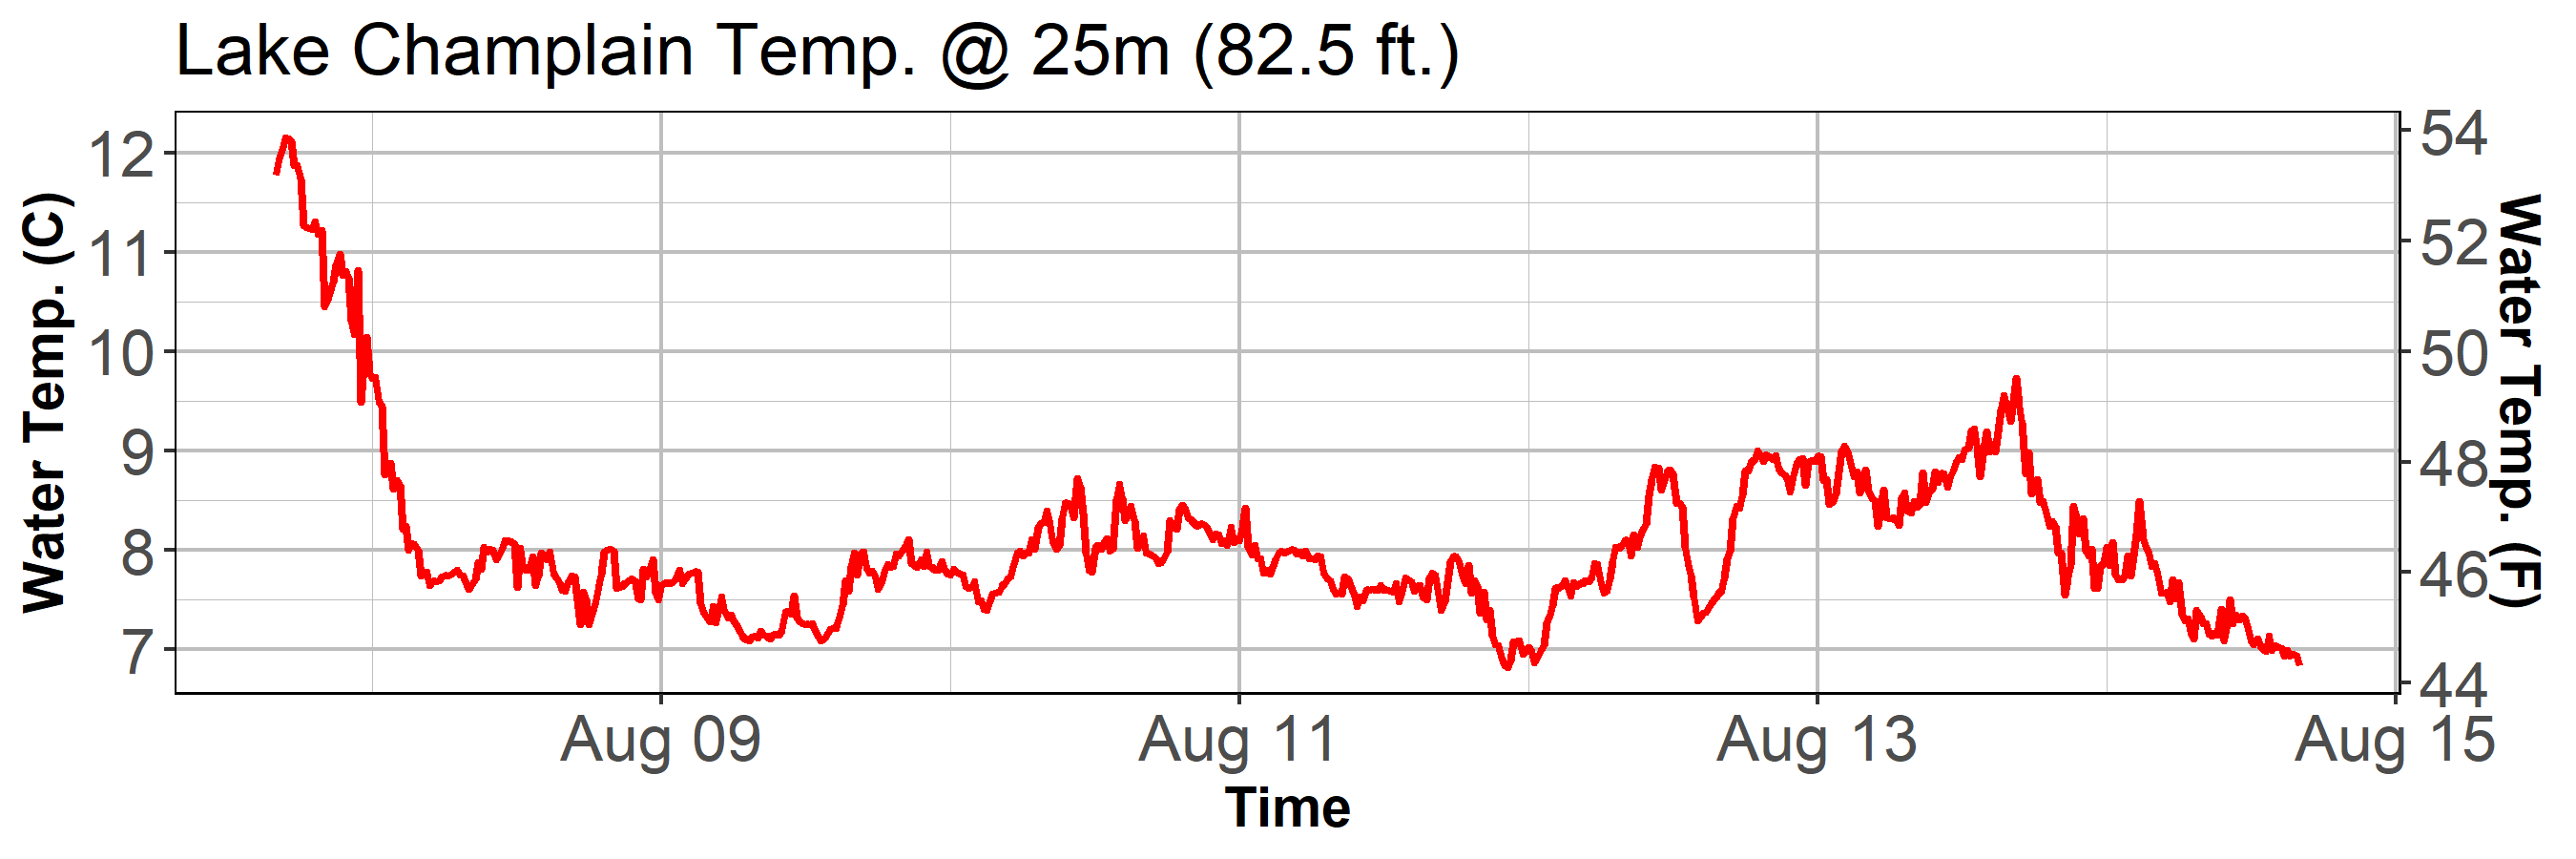 Lake Champlain Temp. @ 25m (82.5 ft.)
Water Temp. (C)
12
11
10
9
8
7
54
52
50
48
46
44
Water Temp. (F)
Aug 09
Aug 11
Aug 13
Aug 15
Time